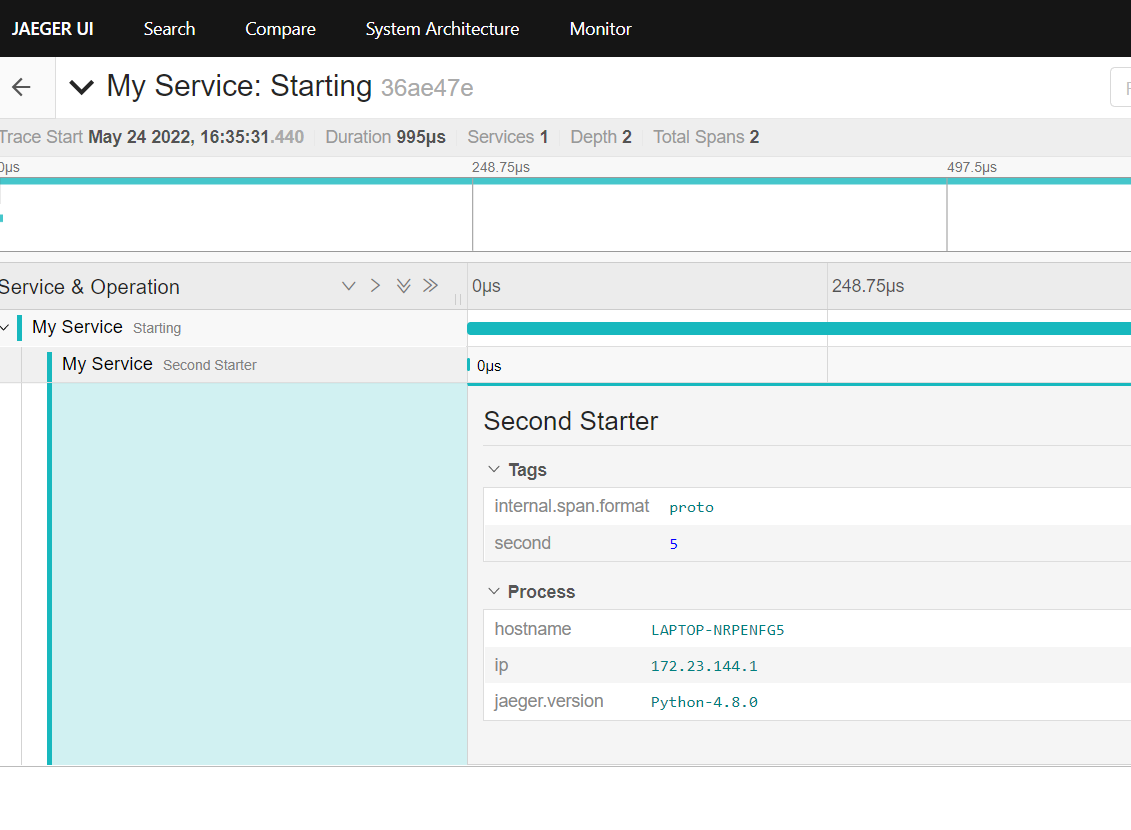 JAEGER UI Search Compare System Architecture Monitor
My Service: Starting 36ae47e
Trace Start May 24 2022, 16:35:31.440 Duration 995μs Services 1 Depth 2 Total Spans 2
0μs 248.75μs 497.5μs
Service & Operation 0μs 248.75μs
My Service Starting
My Service Second Starter 0μs
Second Starter
Tags
internal.span.format proto
second 5
Process
hostname LAPTOP-NRPENFG5
ip 172.23.144.1
jaeger.version Python-4.8.0